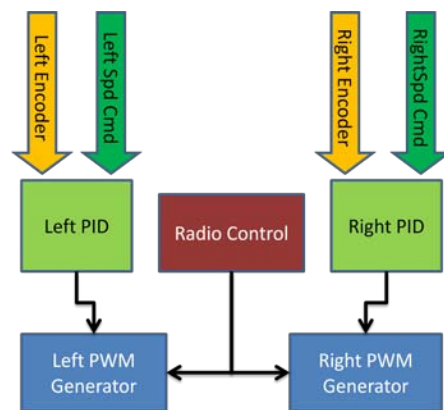 Left Encoder
Left Spd Cmd
Right Encoder
RightSpd Cmd
Left PID
Radio Control
Right PID
Left PWM
Generator
Right PWM
Generator